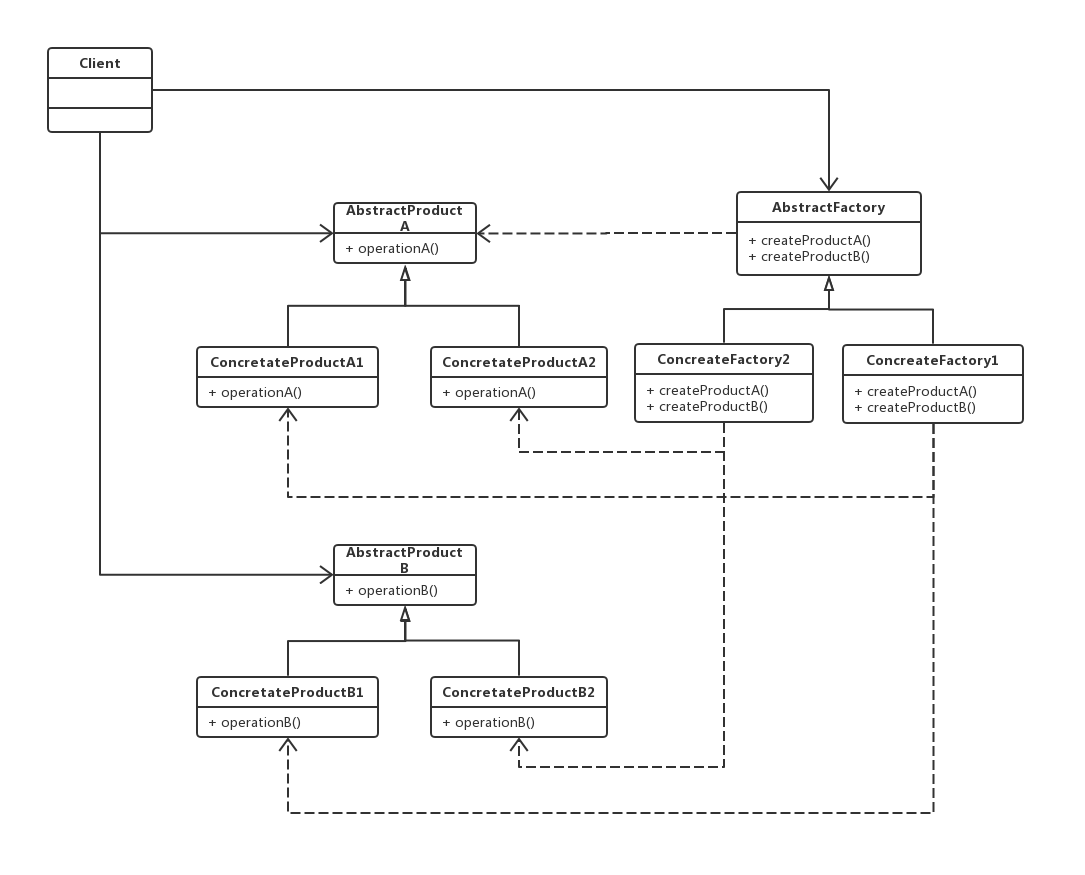 Client
AbstractProduct
A
+ operationA()
AbstractFactory
+ createProductA()
+ createProductB()
ConcretateProductA1
+ operationA()
ConcretateProductA2
+ operationA()
ConcreateFactory2
+ createProductA()
+ createProductB()
ConcreateFactory1
+ createProductA()
+ createProductB()
AbstractProduct
B
+ operationB()
ConcretateProductB1
+ operationB()
ConcretateProductB2
+ operationB()